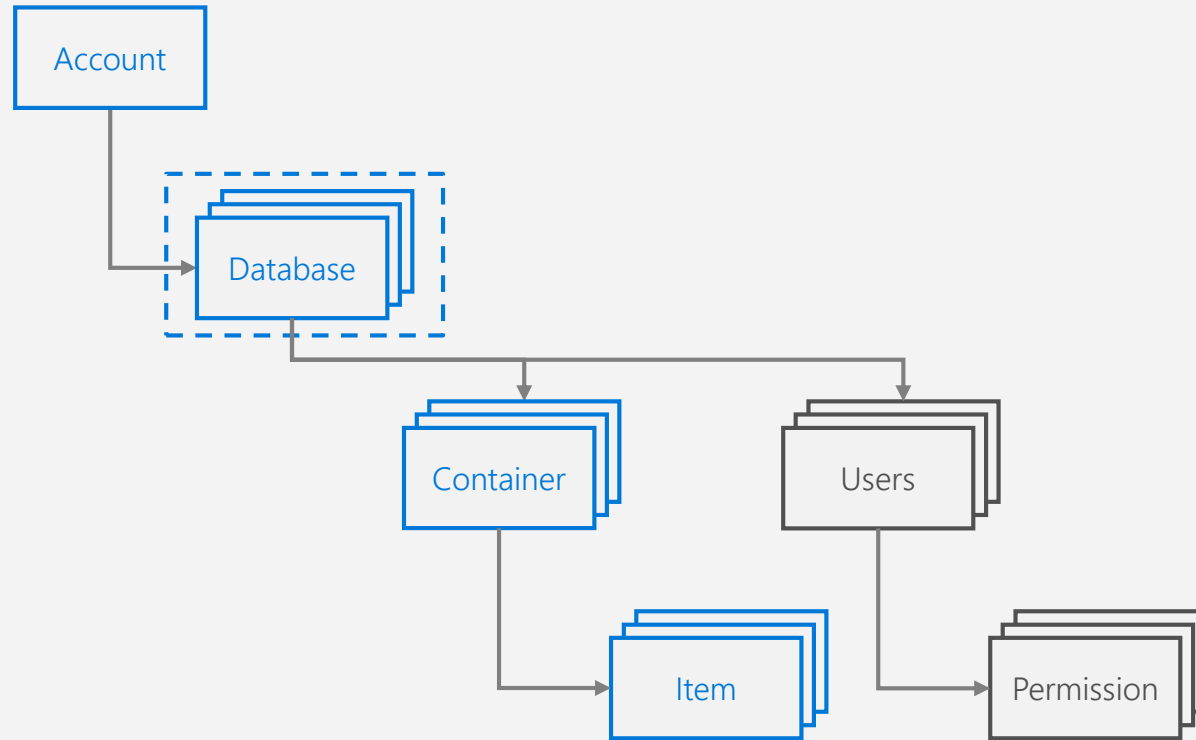 Account
Database
Container
Users
Item
Permission